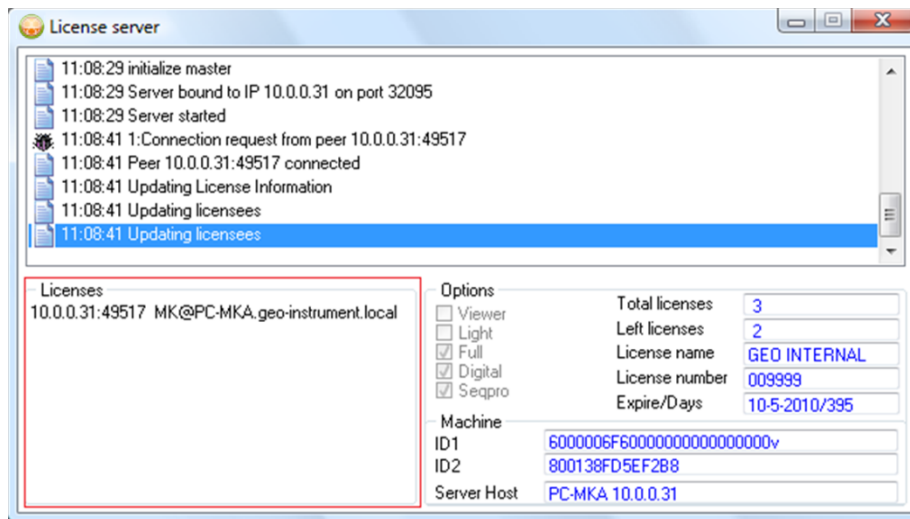 License server
11:08:29 initialize master
11:08:29 Server bound to IP 10.0.0.31 on port 32095
11:08:29 Server started
11:08:41 1:Connection request from peer 10.0.0.31:49517
11:08:41 Peer 10.0.0.31:49517 connected
11:08:41 Updating License Information
11:08:41 Updating licensees
11:08:41 Updating licensees
Licenses
10.0.0.31:49517 MK@PC-MKA.geo-instrument.local
Options
Viewer
Light
Full
Digital
Seqpro
Total licenses 3
Left licenses 2
License name GEO INTERNAL
License number 009999
Expire/Days 10-5-2010/395
Machine
ID1 6000006F60000000000000000v
ID2 800138FD5EF2B8
Server Host PC-MKA 10.0.0.31